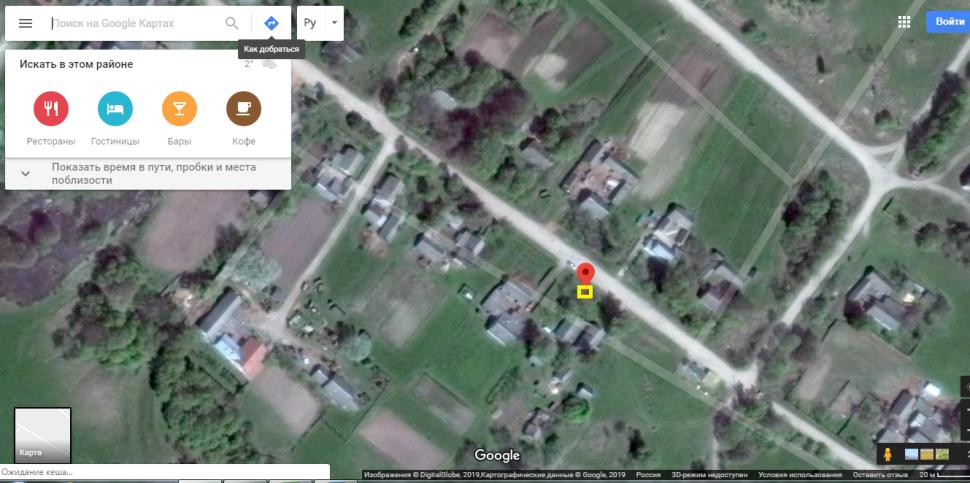 Поиск на Google Картах
Ру
Войти
Как добраться
Искать в этом районе
2°
Рестораны
Гостиницы
Бары
Кофе
Показать время в пути, пробки и места
поблизости
Карта
Google
Ожидание кеша...
Изображения © DigitalGlobe, 2019,Картографические данные © Google, 2019 Россия 3D-режим недоступен Условия использования Оставить отзыв 20 м